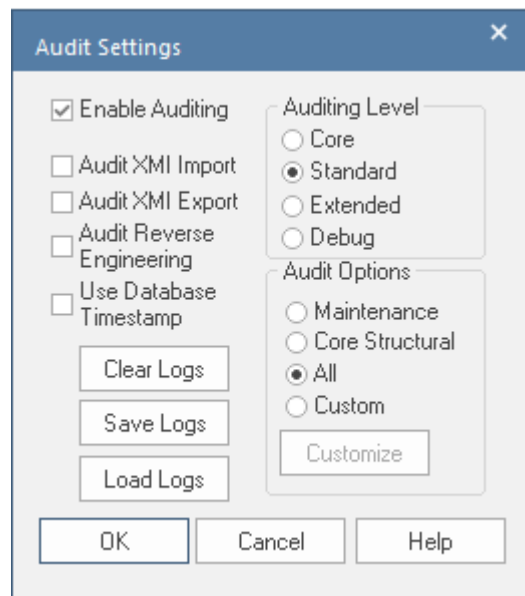 Audit Settings
Enable Auditing
Audit XMI Import
Audit XMI Export
Audit Reverse
Engineering
Use Database
Timestamp
Clear Logs
Save Logs
Load Logs
Auditing Level
Core
Standard
Extended
Debug
Audit Options
Maintenance
Core Structural
All
Custom
Customize
OK
Cancel
Help